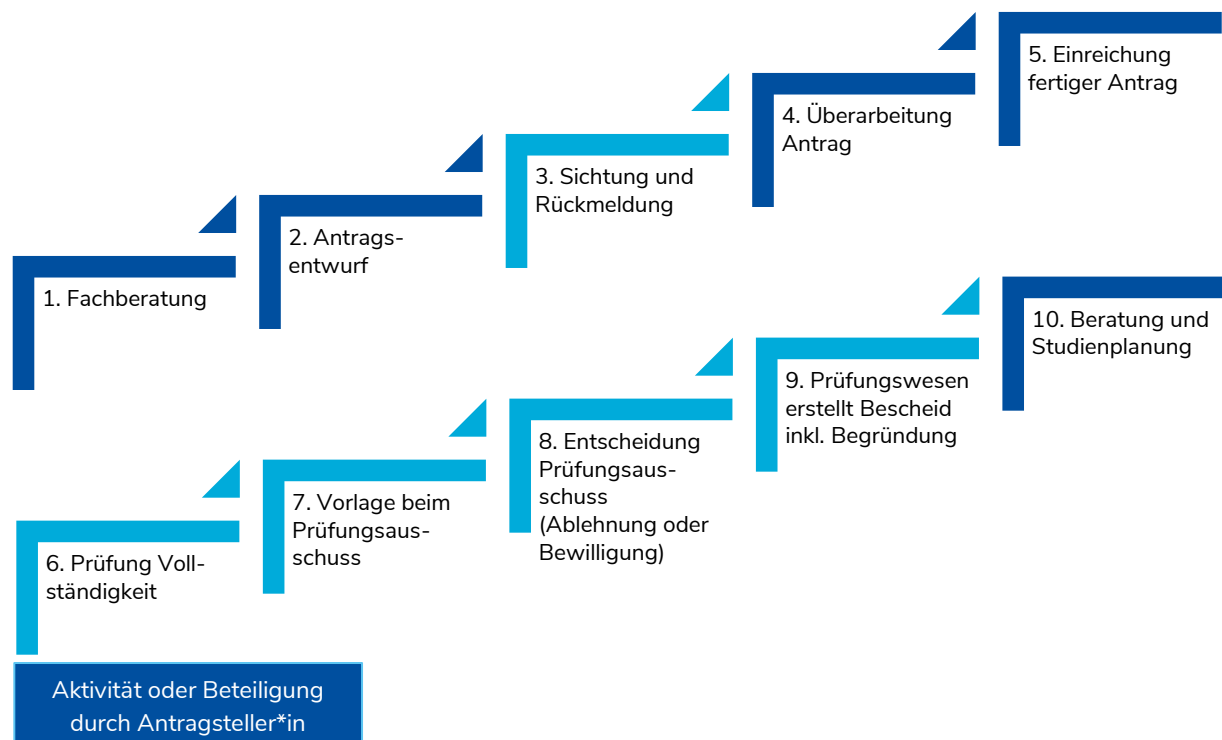 1. Fachberatung
2. Antrags-
entwurf
3. Sichtung und
Rückmeldung
4. Überarbeitung
Antrag
5. Einreichung
fertiger Antrag
6. Prüfung Voll-
ständigkeit
7. Vorlage beim
Prüfungsaus-
schuss
8. Entscheidung
Prüfungsaus-
schuss
(Ablehnung oder
Bewilligung)
9. Prüfungswesen
erstellt Bescheid
inkl. Begründung
10. Beratung und
Studienplanung
Aktivität oder Beteiligung
durch Antragsteller*in